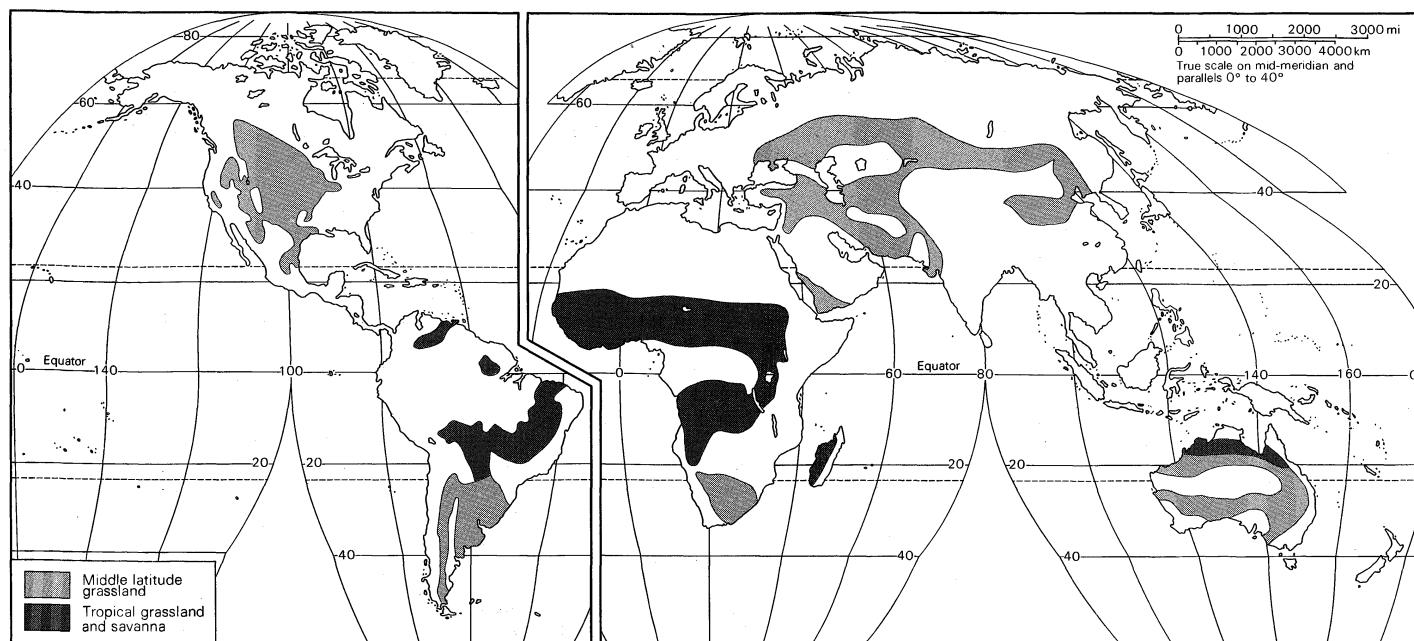 80
0 1000 2000 3000 mi
0 1000 2000 3000 4000 km
True scale on mid-meridian and
parallels 0° to 40°
60
60
40
40
40
20
Equator
0
140
100
0
60
Equator
80
140
160
0
20
20
20
20
40
40
40
Middle latitude
grassland
Tropical grassland
and savanna